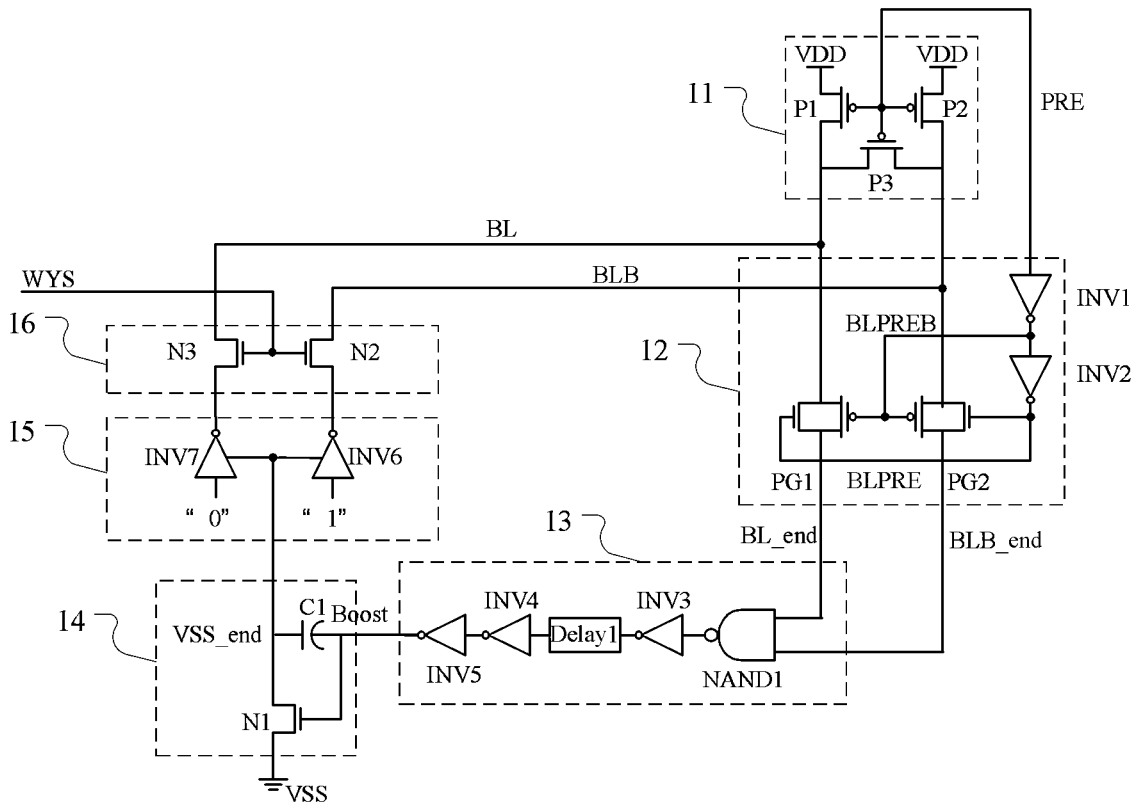 VDD VDD
11
P1 P2
PRE
P3
BL
WYS
BLB
INV1
16
BLPREB
N3 N2
12
INV2
15
INV7 INV6
PG1 BLPRE PG2
“ 0” “ 1”
13
BL_end
BLB_end
14
C1 Boost
INV4 INV3
VSS_end
Delay1
INV5
NAND1
N1
VSS